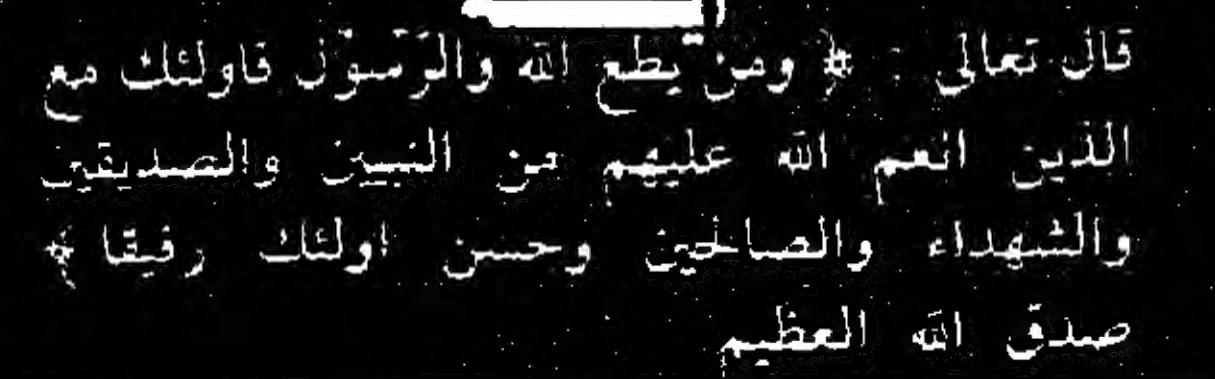 قال تعالى : ﴿ ومن يطع الله والرسول فاولئك مع
الذين انعم الله عليهم من النبيين والصديقين
والشهداء والصالحين وحسن اولئك رفيقا ﴾
صدق الله العظيم